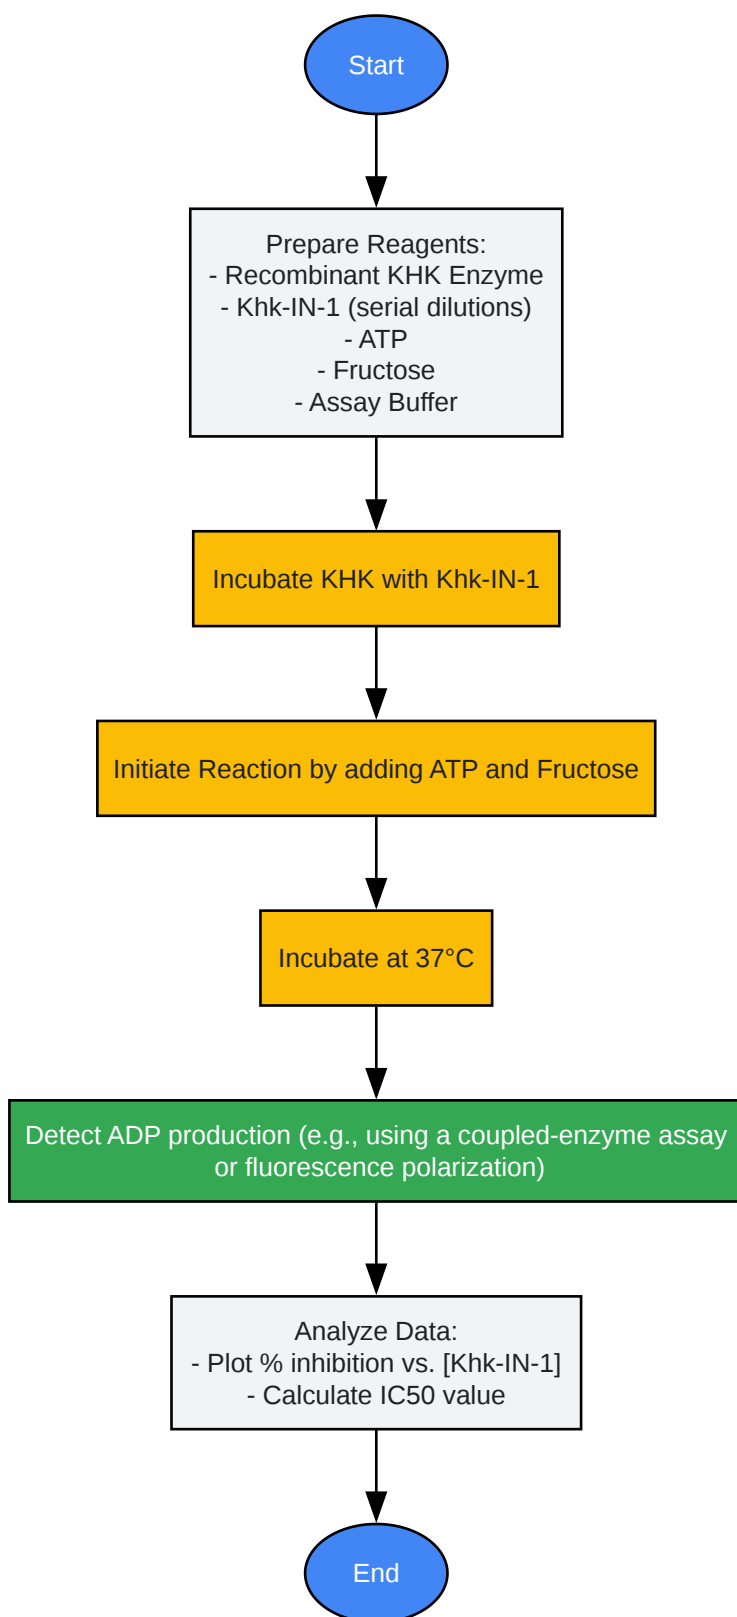 Start
Prepare Reagents:
- Recombinant KHK Enzyme
- Khk-IN-1 (serial dilutions)
- ATP
- Fructose
- Assay Buffer
Incubate KHK with Khk-IN-1
Initiate Reaction by adding ATP and Fructose
Incubate at 37°C
Detect ADP production (e.g., using a coupled-enzyme assay
or fluorescence polarization)
Analyze Data:
- Plot % inhibition vs. [Khk-IN-1]
- Calculate IC50 value
End